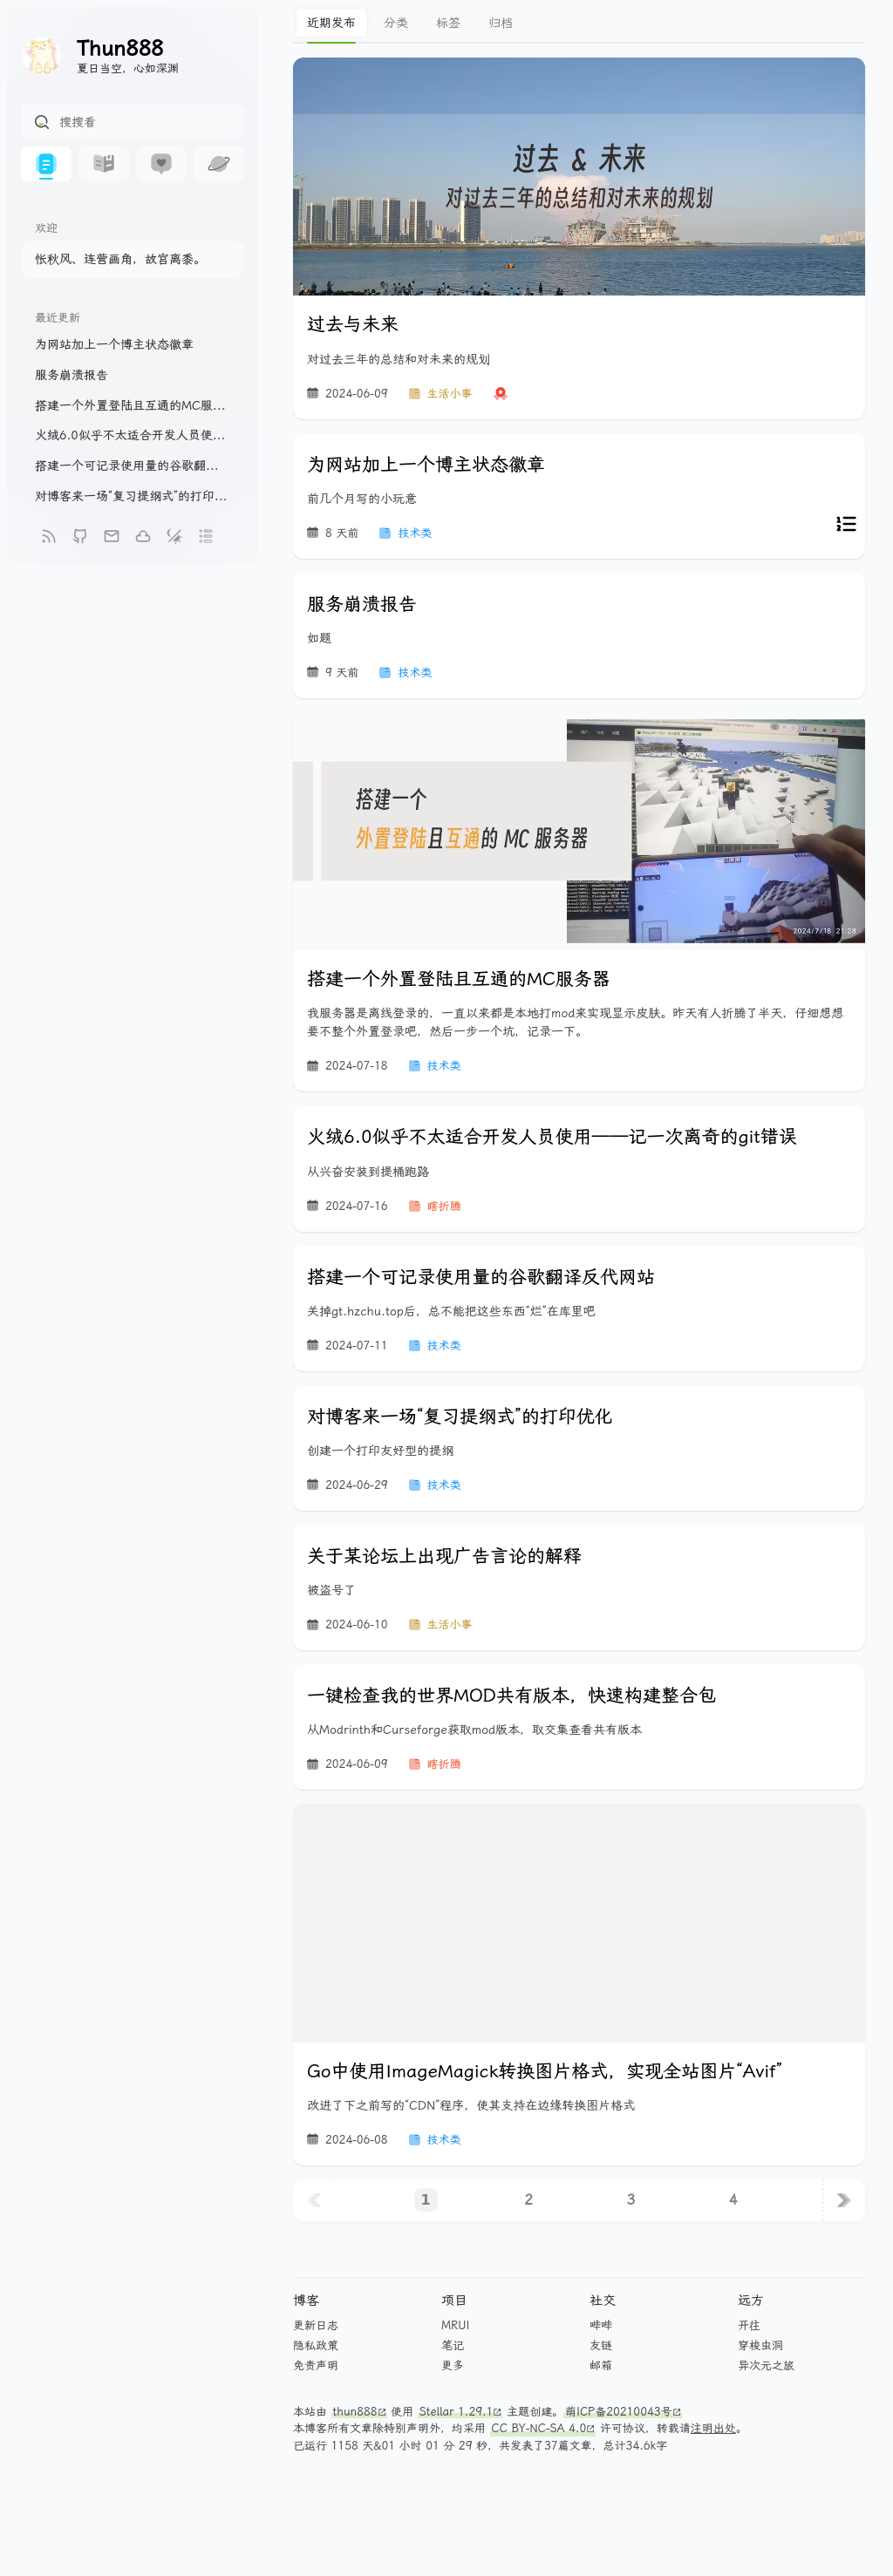 Thun888
夏日当空，心如深渊
搜搜看
欢迎
怅秋风、连营画角，故宫离黍。
最近更新
为网站加上一个博主状态徽章
服务崩溃报告
搭建一个外置登陆且互通的MC服...
火绒6.0似乎不太适合开发人员使...
搭建一个可记录使用量的谷歌翻...
对博客来一场“复习提纲式”的打印...
近期发布
分类
标签
归档
过去 & 未来
对过去三年的总结和对未来的规划
过去与未来
对过去三年的总结和对未来的规划
2024-06-09 生活小事
为网站加上一个博主状态徽章
前几个月写的小玩意
8 天前 技术类
服务崩溃报告
如题
9 天前 技术类
搭建一个
外置登陆且互通的 MC 服务器
2024/7/18 21:28
搭建一个外置登陆且互通的MC服务器
我服务器是离线登录的，一直以来都是本地打mod来实现显示皮肤。昨天有人折腾了半天，仔细想想
要不整个外置登录吧，然后一步一个坑，记录一下。
2024-07-18 技术类
火绒6.0似乎不太适合开发人员使用——记一次离奇的git错误
从兴奋安装到提桶跑路
2024-07-16 瞎折腾
搭建一个可记录使用量的谷歌翻译反代网站
关掉gt.hzchu.top后，总不能把这些东西“烂”在库里吧
2024-07-11 技术类
对博客来一场“复习提纲式”的打印优化
创建一个打印友好型的提纲
2024-06-29 技术类
关于某论坛上出现广告言论的解释
被盗号了
2024-06-10 生活小事
一键检查我的世界MOD共有版本，快速构建整合包
从Modrinth和Curseforge获取mod版本，取交集查看共有版本
2024-06-09 瞎折腾
Go中使用ImageMagick转换图片格式，实现全站图片“Avif”
改进了下之前写的“CDN”程序，使其支持在边缘转换图片格式
2024-06-08 技术类
1 2 3 4
博客
更新日志
隐私政策
免责声明
项目
MRUI
笔记
更多
社交
哔哔
友链
邮箱
远方
开往
穿梭虫洞
异次元之旅
本站由 thun888 使用 Stellar 1.29.1 主题创建。萌ICP备20210043号
本博客所有文章除特别声明外，均采用 CC BY-NC-SA 4.0 许可协议，转载请注明出处。
已运行 1158 天&01 小时 01 分 29 秒，共发表了37篇文章，总计34.6k字